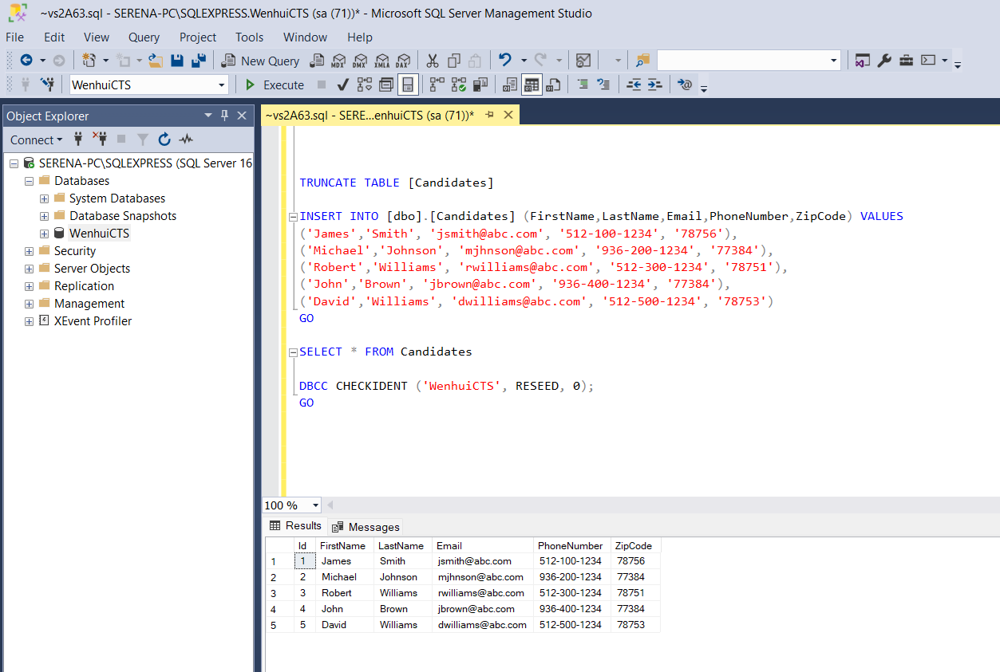 ~vs2A63.sql - SERENA-PC\SQLEXPRESS.WenhuiCTS (sa (71))* - Microsoft SQL Server Management Studio
File Edit View Query Project Tools Window Help
New Query MDX DMX XMLA DAX
WenhuiCTS Execute
Object Explorer
~vs2A63.sql - SERE...enhuiCTS (sa (71))*
Connect
SERENA-PC\SQLEXPRESS (SQL Server 16
Databases
System Databases
Database Snapshots
WenhuiCTS
Security
Server Objects
Replication
Management
XEvent Profiler
TRUNCATE TABLE [Candidates]
INSERT INTO [dbo].[Candidates] (FirstName,LastName,Email,PhoneNumber,ZipCode) VALUES
('James','Smith', 'jsmith@abc.com', '512-100-1234', '78756'),
('Michael','Johnson', 'mjhnson@abc.com', '936-200-1234', '77384'),
('Robert','Williams', 'rwilliams@abc.com', '512-300-1234', '78751'),
('John','Brown', 'jbrown@abc.com', '936-400-1234', '77384'),
('David','Williams', 'dwilliams@abc.com', '512-500-1234', '78753')
GO
SELECT * FROM Candidates
DBCC CHECKIDENT ('WenhuiCTS', RESEED, 0);
GO
100 %
Results Messages
Id FirstName LastName Email PhoneNumber ZipCode
1 1 James Smith jsmith@abc.com 512-100-1234 78756
2 2 Michael Johnson mjhnson@abc.com 936-200-1234 77384
3 3 Robert Williams rwilliams@abc.com 512-300-1234 78751
4 4 John Brown jbrown@abc.com 936-400-1234 77384
5 5 David Williams dwilliams@abc.com 512-500-1234 78753